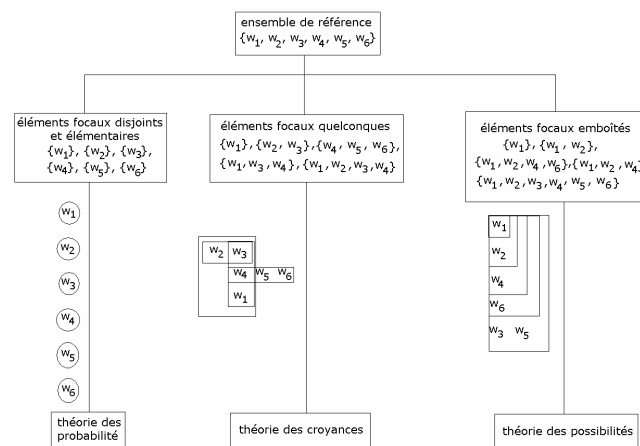 ensemble de référence
{w1, w2, w3, w4, w5, w6}
éléments focaux disjoints
et élémentaires
{w1}, {w2}, {w3},
{w4}, {w5}, {w6}
éléments focaux quelconques
{w1},{w2, w3},{w4, w5, w6},
{w1,w3,w4},{w1,w2,w3,w4}
éléments focaux emboîtés
{w1},{w1, w2},
{w1,w2,w4,w6},{w1,w2,w4}
{w1,w2,w3,w4, w5, w6}
w1
w2
w3
w4
w5
w6
w2 w3
w4 w5 w6
w1
w1
w2
w4
w6
w3 w5
théorie des
probabilité
théorie des croyances
théorie des possibilités